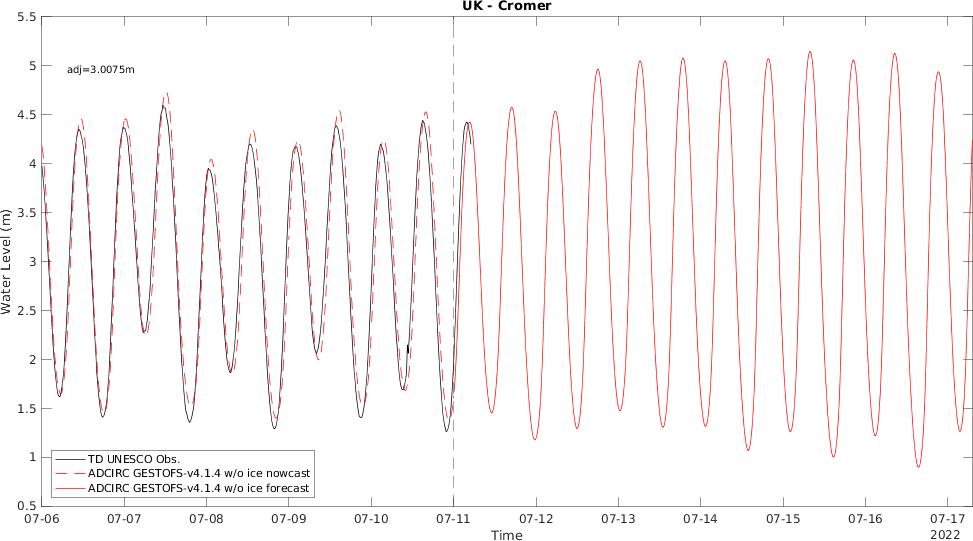 UK - Cromer
5.5
5
4.5
4
3.5
3
2.5
2
1.5
1
0.5
Water Level (m)
adj=3.0075m
TD UNESCO Obs.
ADCIRC GESTOFS-v4.1.4 w/o ice nowcast
ADCIRC GESTOFS-v4.1.4 w/o ice forecast
07-06 07-07 07-08 07-09 07-10 07-11 07-12 07-13 07-14 07-15 07-16 07-17
Time
2022